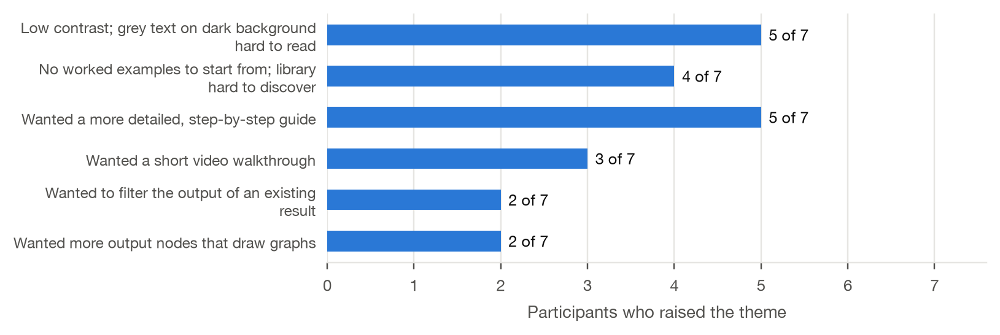 Low contrast; grey text on dark background
hard to read
5 of 7
No worked examples to start from; library
hard to discover
4 of 7
Wanted a more detailed, step-by-step guide
5 of 7
Wanted a short video walkthrough
3 of 7
Wanted to filter the output of an existing
result
2 of 7
Wanted more output nodes that draw graphs
2 of 7
0 1 2 3 4 5 6 7
Participants who raised the theme